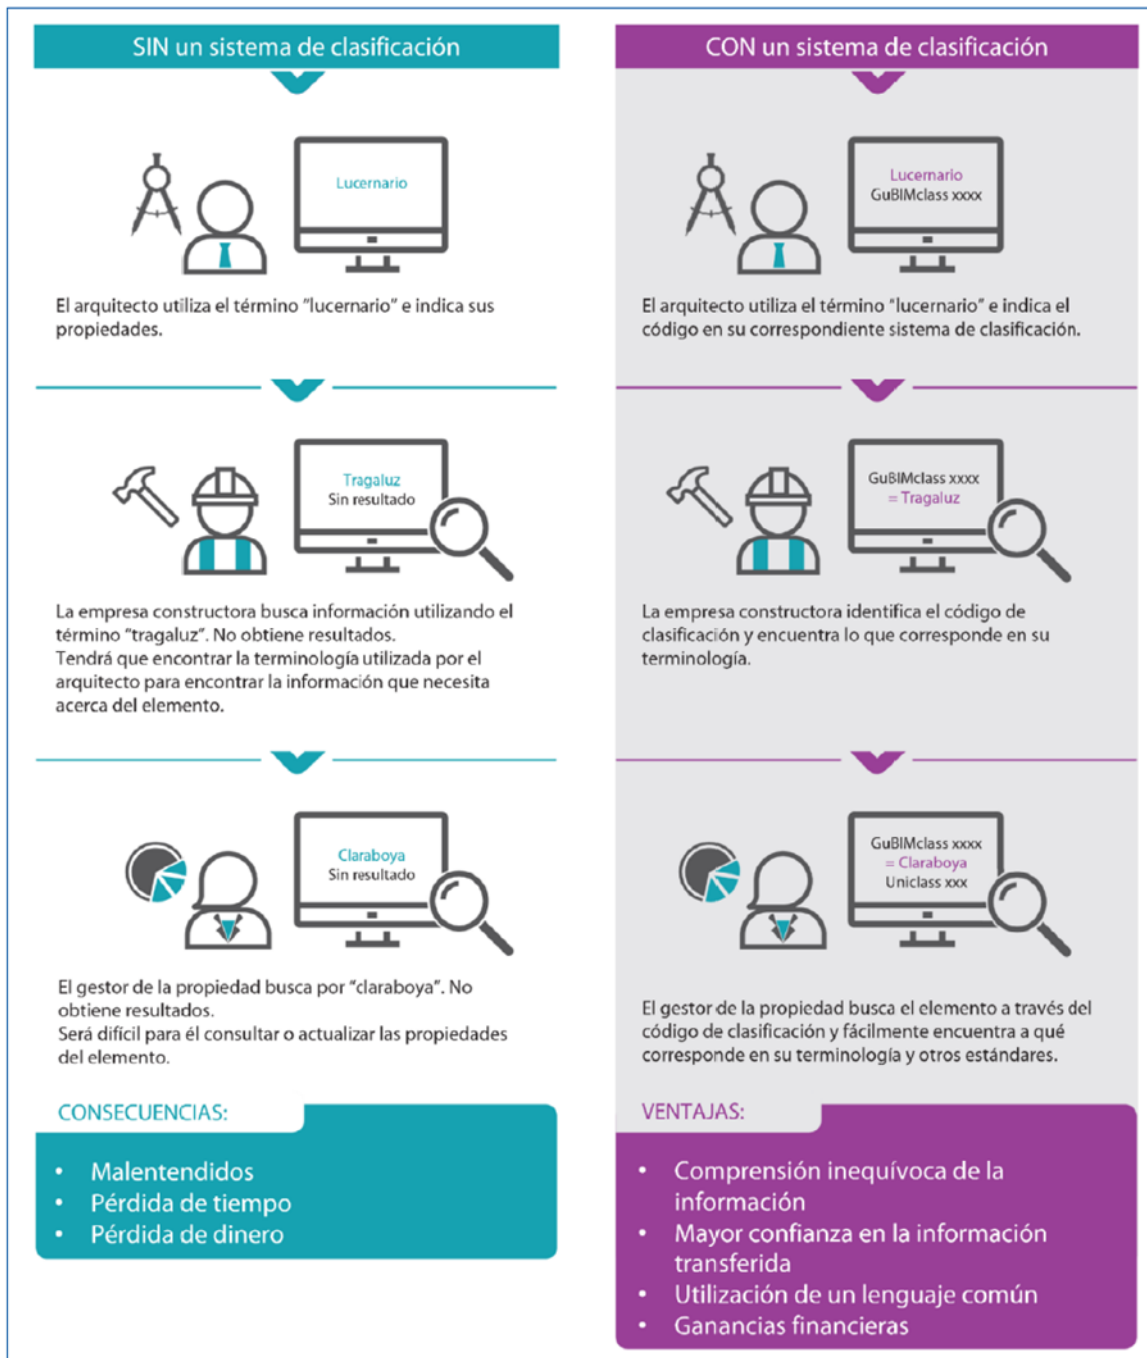 SIN un sistema de clasificación
Lucernario
El arquitecto utiliza el término “lucernario” e indica sus
propiedades.
Tragaluz
Sin resultado
La empresa constructora busca información utilizando el
término “tragaluz”. No obtiene resultados.
Tendrá que encontrar la terminología utilizada por el
arquitecto para encontrar la información que necesita
acerca del elemento.
Claraboya
Sin resultado
El gestor de la propiedad busca por “claraboya”. No
obtiene resultados.
Será difícil para él consultar o actualizar las propiedades
del elemento.
CONSECUENCIAS:
• Malentendidos
• Pérdida de tiempo
• Pérdida de dinero
CON un sistema de clasificación
Lucernario
GuBIMclass xxxx
El arquitecto utiliza el término “lucernario” e indica el
código en su correspondiente sistema de clasificación.
GuBIMclass xxxx
= Tragaluz
La empresa constructora identifica el código de
clasificación y encuentra lo que corresponde en su
terminología.
GuBIMclass xxxx
= Claraboya
Uniclass xxx
El gestor de la propiedad busca el elemento a través del
código de clasificación y fácilmente encuentra a qué
corresponde en su terminología y otros estándares.
VENTAJAS:
• Comprensión inequívoca de la
información
• Mayor confianza en la información
transferida
• Utilización de un lenguaje común
• Ganancias financieras